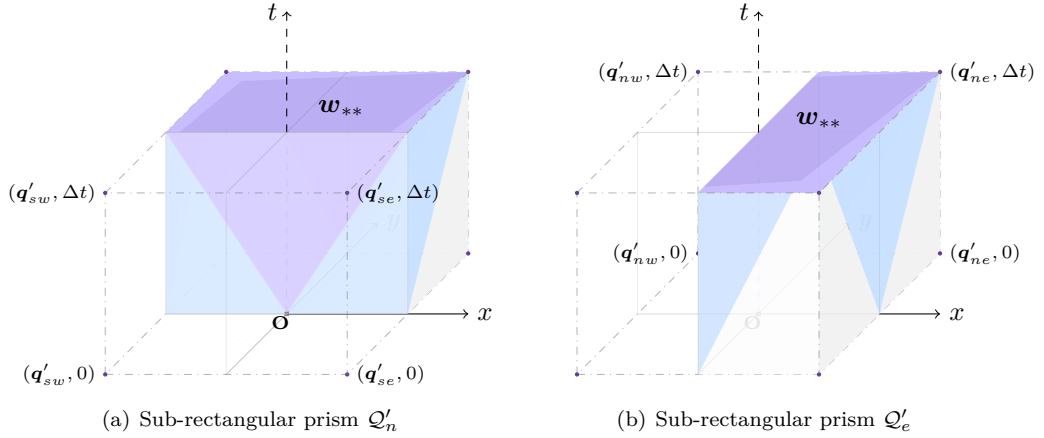 t
w**
(q′sw, Δt)
(q′se, Δt)
y
x
O
(q′sw, 0)
(q′se, 0)
(a) Sub-rectangular prism Q′n
t
(q′nw, Δt)
(q′ne, Δt)
w**
y
(q′nw, 0)
(q′ne, 0)
x
O
(b) Sub-rectangular prism Q′e